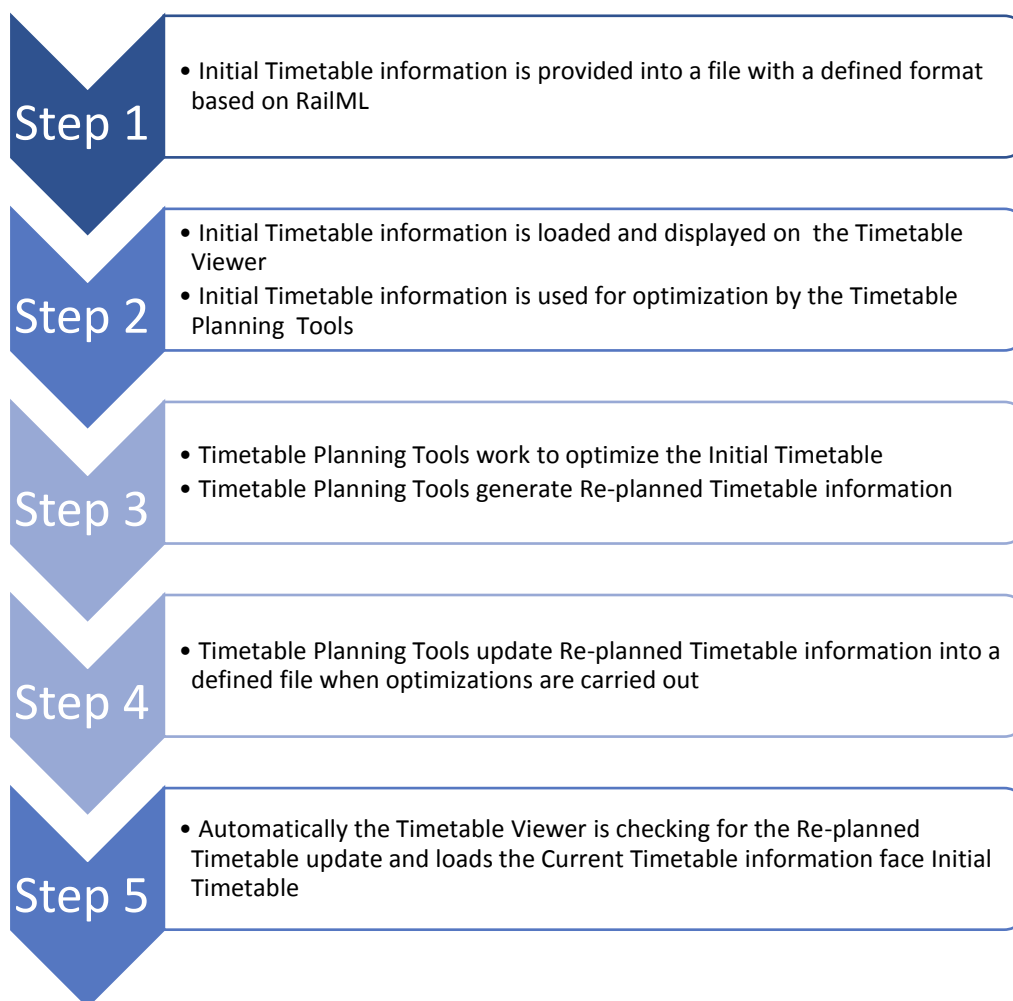 Step 1
• Initial Timetable information is provided into a file with a defined format
based on RailML
Step 2
• Initial Timetable information is loaded and displayed on  the Timetable
Viewer
• Initial Timetable information is used for optimization by the Timetable
Planning  Tools
Step 3
• Timetable Planning Tools work to optimize the Initial Timetable
• Timetable Planning Tools generate Re-planned Timetable information
Step 4
• Timetable Planning Tools update Re-planned Timetable information into a
defined file when optimizations are carried out
Step 5
• Automatically the Timetable Viewer is checking for the Re-planned
Timetable update and loads the Current Timetable information face Initial
Timetable